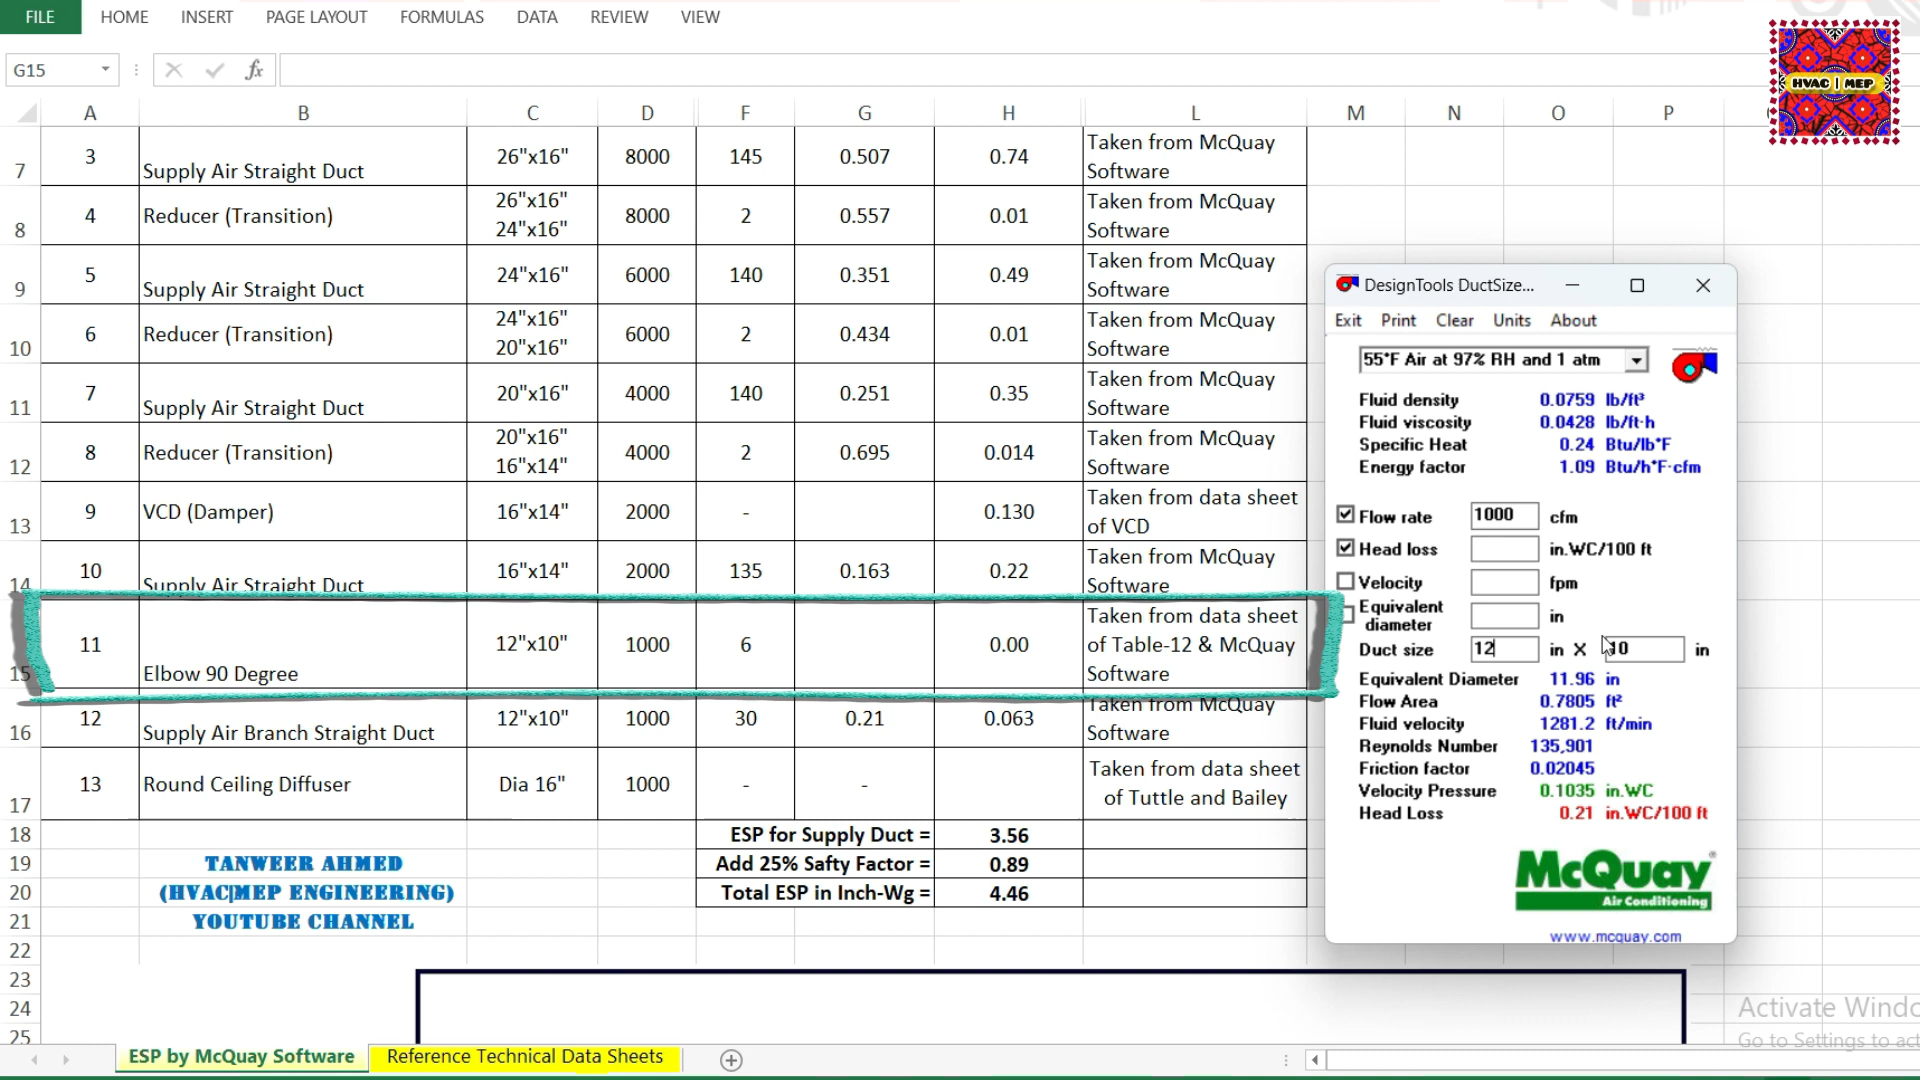 FILE HOME INSERT PAGE LAYOUT FORMULAS DATA REVIEW VIEW
HVAC | MEP
G15 fx
A B C D F G H L M N O P
7 3 Supply Air Straight Duct 26"x16" 8000 145 0.507 0.74 Taken from McQuay
Software
8 4 Reducer (Transition) 26"x16" 8000 2 0.557 0.01 Taken from McQuay
24"x16" Software
9 5 Supply Air Straight Duct 24"x16" 6000 140 0.351 0.49 Taken from McQuay
Software
10 6 Reducer (Transition) 24"x16" 6000 2 0.434 0.01 Taken from McQuay
20"x16" Software
11 7 Supply Air Straight Duct 20"x16" 4000 140 0.251 0.35 Taken from McQuay
Software
12 8 Reducer (Transition) 20"x16" 4000 2 0.695 0.014 Taken from McQuay
16"x14" Software
13 9 VCD (Damper) 16"x14" 2000 - 0.130 Taken from data sheet
of VCD
14 10 Supply Air Straight Duct 16"x14" 2000 135 0.163 0.22 Taken from McQuay
Software
15 11 Elbow 90 Degree 12"x10" 1000 6 0.00 Taken from data sheet
of Table-12 & McQuay
Software
16 12 Supply Air Branch Straight Duct 12"x10" 1000 30 0.21 0.063 Taken from McQuay
Software
17 13 Round Ceiling Diffuser Dia 16" 1000 - - Taken from data sheet
of Tuttle and Bailey
18 ESP for Supply Duct = 3.56
19 TANWEER AHMED Add 25% Safty Factor = 0.89
20 (HVAC|MEP ENGINEERING) Total ESP in Inch-Wg = 4.46
21 YOUTUBE CHANNEL
22
23
24
25
DesignTools DuctSize...
Exit Print Clear Units About
55°F Air at 97% RH and 1 atm
Fluid density 0.0759 lb/ft³
Fluid viscosity 0.0428 lb/ft·h
Specific Heat 0.24 Btu/lb°F
Energy factor 1.09 Btu/h°F·cfm
Flow rate 1000 cfm
Head loss in.WC/100 ft
Velocity fpm
Equivalent
diameter in
Duct size 12 in X 10 in
Equivalent Diameter 11.96 in
Flow Area 0.7805 ft²
Fluid velocity 1281.2 ft/min
Reynolds Number 135,901
Friction factor 0.02045
Velocity Pressure 0.1035 in.WC
Head Loss 0.21 in.WC/100 ft
McQuay®
Air Conditioning
www.mcquay.com
Activate Windo
Go to Settings to act
ESP by McQuay Software Reference Technical Data Sheets